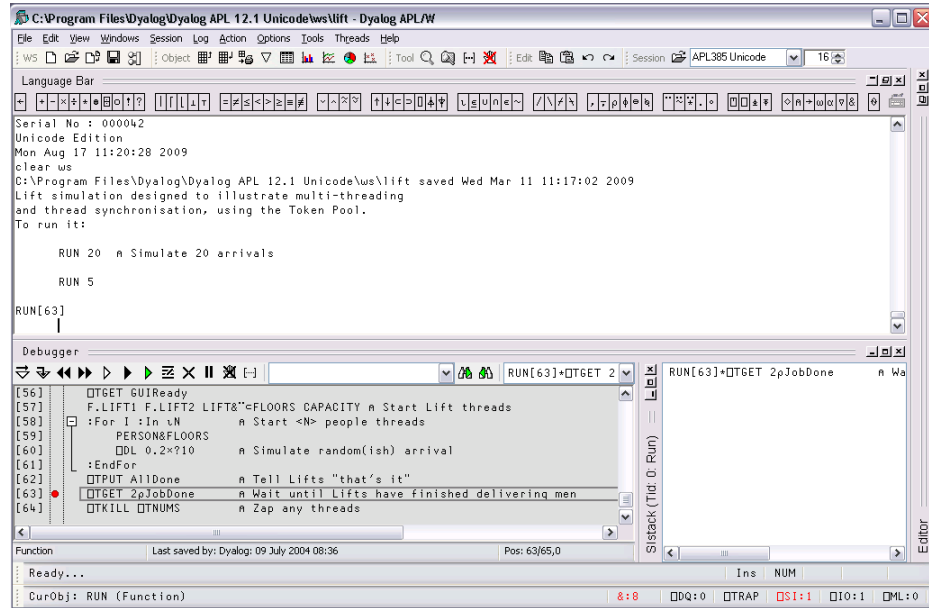 C:\Program Files\Dyalog\Dyalog APL 12.1 Unicode\ws\lift - Dyalog APL/W
File Edit View Windows Session Log Action Options Tools Threads Help
WS Object Tool Edit Session APL385 Unicode 16
Language Bar
Serial No : 000042
Unicode Edition
Mon Aug 17 11:20:28 2009
clear ws
C:\Program Files\Dyalog\Dyalog APL 12.1 Unicode\ws\lift saved Wed Mar 11 11:17:02 2009
Lift simulation designed to illustrate multi-threading
and thread synchronisation, using the Token Pool.
To run it:
RUN 20 ⍝ Simulate 20 arrivals
RUN 5
RUN[63]
Debugger
RUN[63]*⎕TGET 2
[56] ⎕TGET GUIReady
[57] F.LIFT1 F.LIFT2 LIFT&¨⊂FLOORS CAPACITY ⍝ Start Lift threads
[58] :For I :In ⍳N ⍝ Start <N> people threads
[59] PERSON&FLOORS
[60] ⎕DL 0.2×?10 ⍝ Simulate random(ish) arrival
[61] :EndFor
[62] ⎕TPUT AllDone ⍝ Tell Lifts "that's it"
[63] ⎕TGET 2⍴JobDone ⍝ Wait until Lifts have finished delivering men
[64] ⎕TKILL ⎕TNUMS ⍝ Zap any threads
Function Last saved by: Dyalog: 09 July 2004 08:36 Pos: 63/65,0
SIstack (Tid: 0: Run)
RUN[63]*⎕TGET 2⍴JobDone ⍝ Wa
Editor
Ready... Ins NUM
CurObj: RUN (Function) &:8 ⎕DQ:0 ⎕TRAP ⎕SI:1 ⎕IO:1 ⎕ML:0